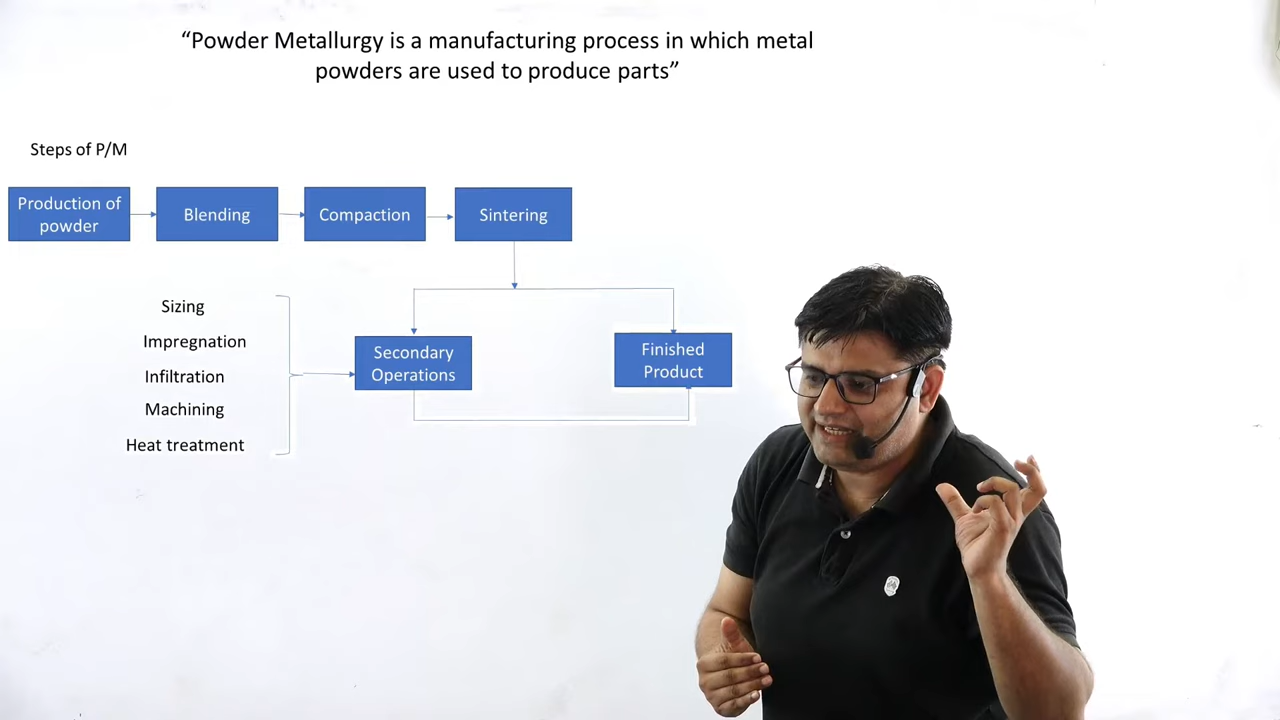 “Powder Metallurgy is a manufacturing process in which metal
powders are used to produce parts”
Steps of P/M
Production of
powder
Blending
Compaction
Sintering
Sizing
Impregnation
Infiltration
Machining
Heat treatment
Secondary
Operations
Finished
Product